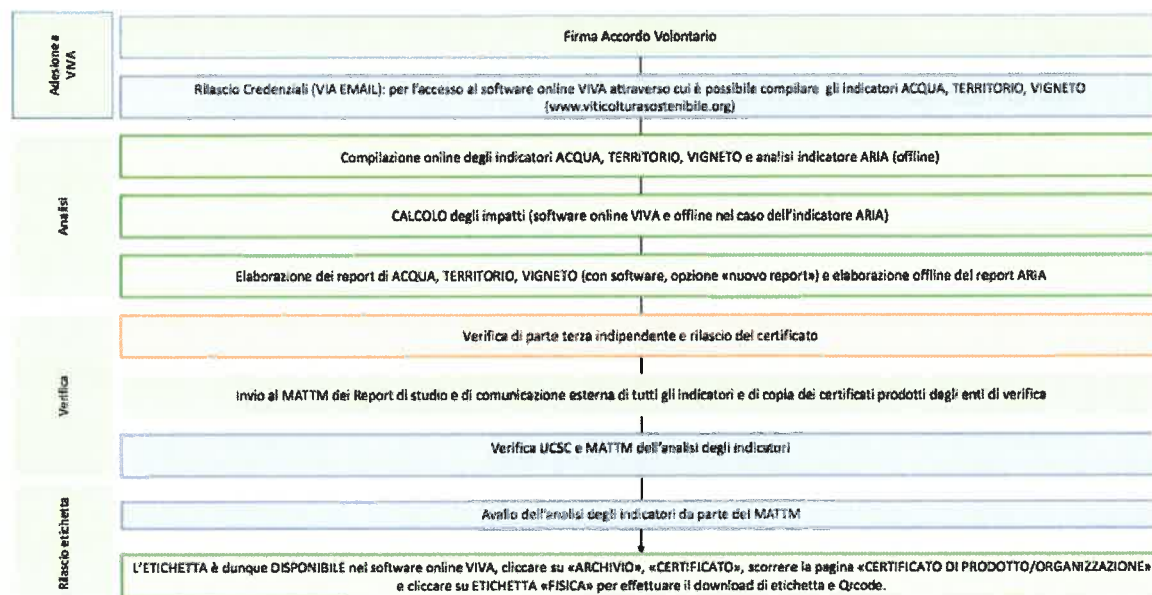 Adesione a
VIVA
Firma Accordo Volontario
Rilascio Credenziali (VIA EMAIL): per l'accesso al software online VIVA attraverso cui è possibile compilare gli indicatori ACQUA, TERRITORIO, VIGNETO
(www.viticolturasostenibile.org)
Analisi
Compilazione online degli indicatori ACQUA, TERRITORIO, VIGNETO e analisi indicatore ARIA (offline)
CALCOLO degli impatti (software online VIVA e offline nel caso dell'indicatore ARIA)
Elaborazione dei report di ACQUA, TERRITORIO, VIGNETO (con software, opzione «nuovo report») e elaborazione offline del report ARIA
Verifica
Verifica di parte terza indipendente e rilascio del certificato
Invio al MATTM dei Report di studio e di comunicazione esterna di tutti gli indicatori e di copia dei certificati prodotti dagli enti di verifica
Verifica UCSC e MATTM dell'analisi degli indicatori
Rilascio etichetta
Avallo dell'analisi degli indicatori da parte del MATTM
L'ETICHETTA è dunque DISPONIBILE nel software online VIVA, cliccare su «ARCHIVIO», «CERTIFICATO», scorrere la pagina «CERTIFICATO DI PRODOTTO/ORGANIZZAZIONE»
e cliccare su ETICHETTA «FISICA» per effettuare il download di etichetta e Qrcode.